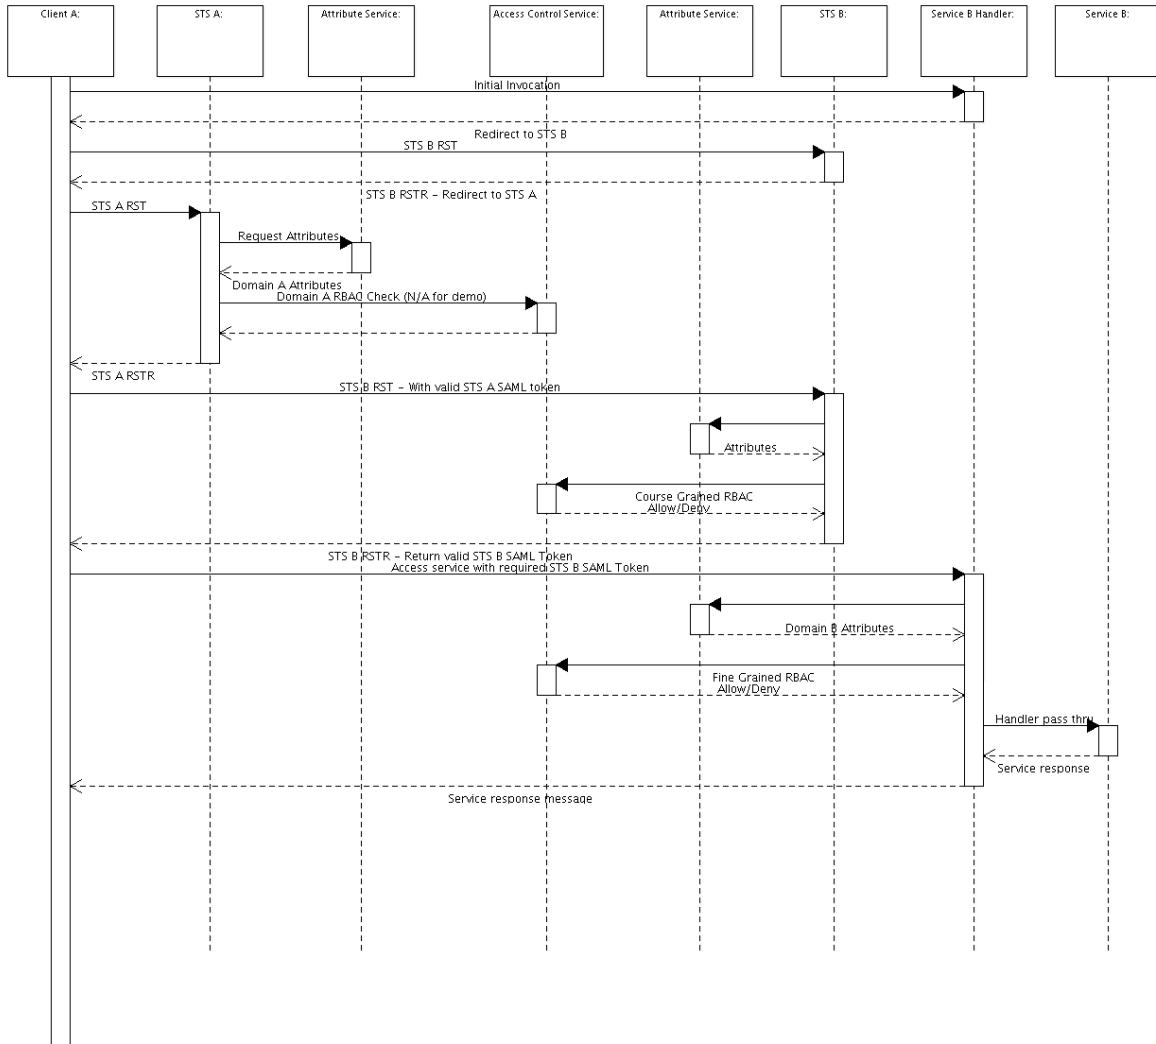 Client A:
STS A:
Attribute Service:
Access Control Service:
Attribute Service:
STS B:
Service B Handler:
Service B:
Initial Invocation
Redirect to STS B
STS B RST
STS B RSTR – Redirect to STS A
STS A RST
Request Attributes
Domain A Attributes
Domain A RBAC Check (N/A for demo)
STS A RSTR
STS B RST – With valid STS A SAML token
Attributes
Course Grained RBAC
Allow/Deny
STS B RSTR – Return valid STS B SAML Token
Access service with required STS B SAML Token
Domain B Attributes
Fine Grained RBAC
Allow/Deny
Handler pass thru
Service response
Service response message